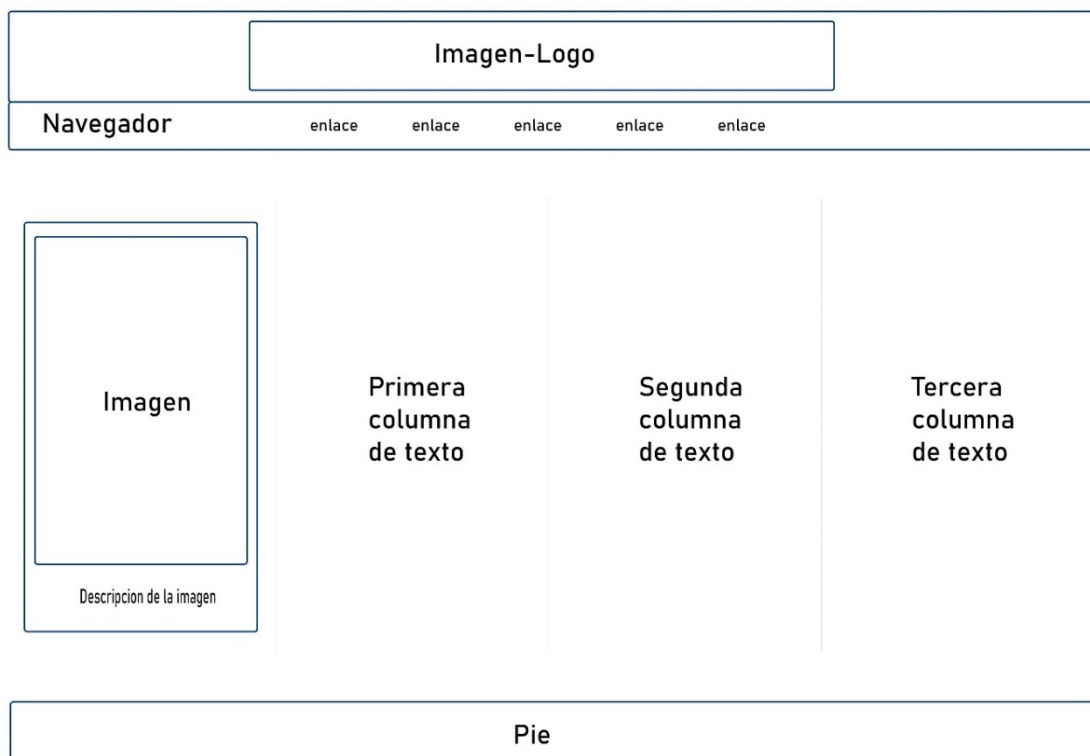 Imagen-Logo
Navegador enlace enlace enlace enlace enlace
Imagen
Descripcion de la imagen
Primera
columna
de texto
Segunda
columna
de texto
Tercera
columna
de texto
Pie